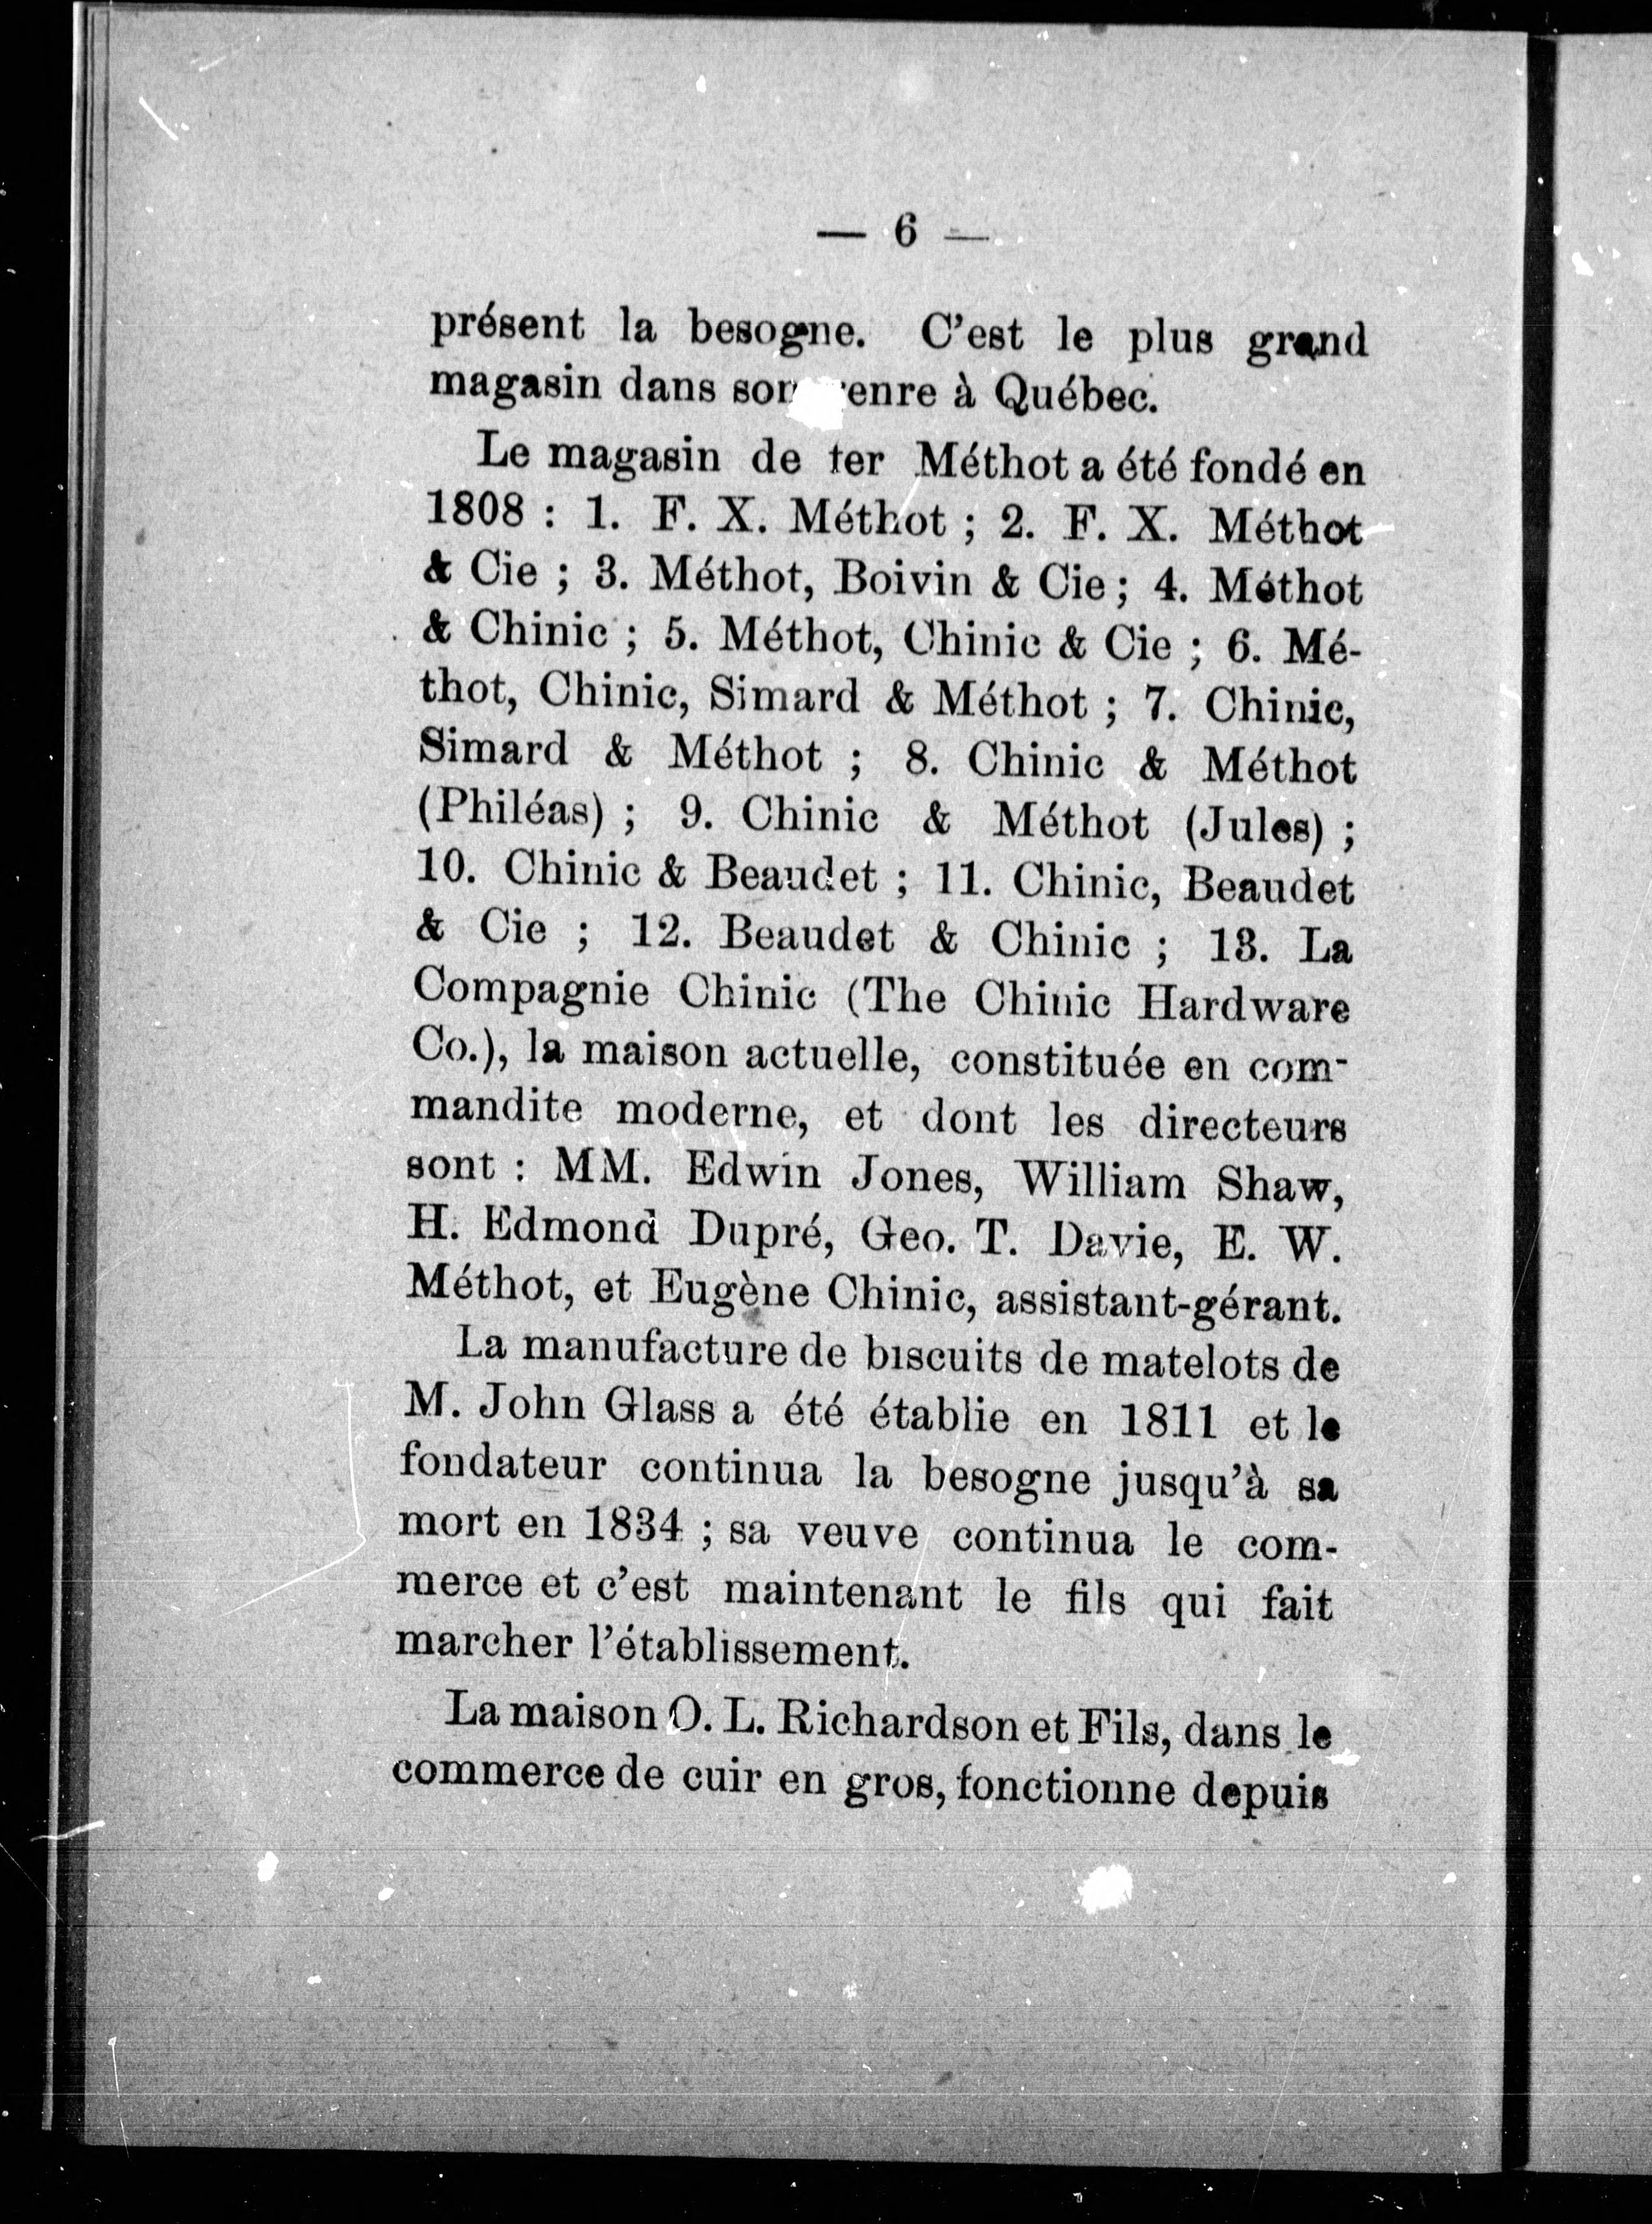 — 6 —
présent la besogne. C'est le plus grand
magasin dans son genre à Québec.
Le magasin de fer Méthot a été fondé en
1808 : 1. F. X. Méthot ; 2. F. X. Méthot
& Cie ; 3. Méthot, Boivin & Cie ; 4. Méthot
& Chinic ; 5. Méthot, Chinic & Cie ; 6. Mé-
thot, Chinic, Simard & Méthot ; 7. Chinic,
Simard & Méthot ; 8. Chinic & Méthot
(Philéas) ; 9. Chinic & Méthot (Jules) ;
10. Chinic & Beaudet ; 11. Chinic, Beaudet
& Cie ; 12. Beaudet & Chinic ; 13. La
Compagnie Chinic (The Chinic Hardware
Co.), la maison actuelle, constituée en com-
mandite moderne, et dont les directeurs
sont : MM. Edwin Jones, William Shaw,
H. Edmond Dupré, Geo. T. Davie, E. W.
Méthot, et Eugène Chinic, assistant-gérant.
La manufacture de biscuits de matelots de
M. John Glass a été établie en 1811 et le
fondateur continua la besogne jusqu'à sa
mort en 1834 ; sa veuve continua le com-
merce et c'est maintenant le fils qui fait
marcher l'établissement.
La maison O. L. Richardson et Fils, dans le
commerce de cuir en gros, fonctionne depuis